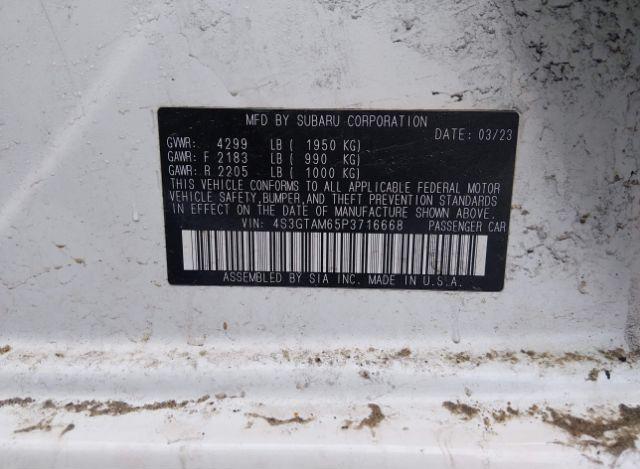 MFD BY SUBARU CORPORATION
DATE: 03/23
GVWR: 4299 LB ( 1950 KG)
GAWR: F 2183 LB ( 990 KG)
GAWR: R 2205 LB ( 1000 KG)
THIS VEHICLE CONFORMS TO ALL APPLICABLE FEDERAL MOTOR
VEHICLE SAFETY, BUMPER, AND THEFT PREVENTION STANDARDS
IN EFFECT ON THE DATE OF MANUFACTURE SHOWN ABOVE.
VIN: 4S3GTAM65P3716668 PASSENGER CAR
ASSEMBLED BY SIA INC. MADE IN U.S.A.